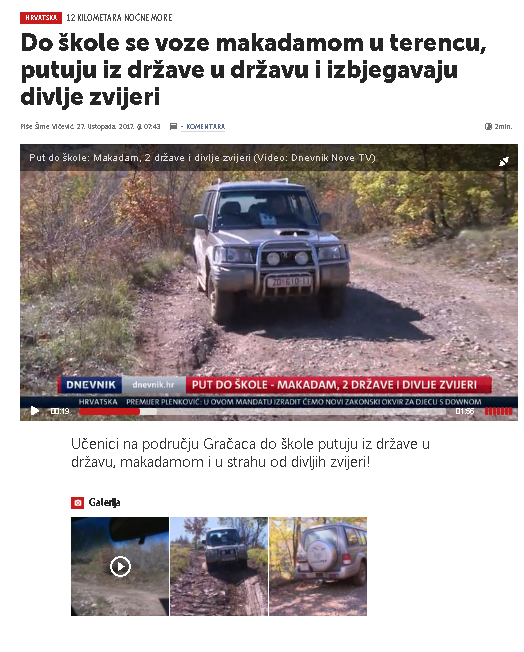 HRVATSKA 12 KILOMETARA NOĆNE MORE
Do škole se voze makadamom u terencu,
putuju iz države u državu i izbjegavaju
divlje zvijeri
Piše Šime Vičević, 27. listopada. 2017. @ 07:43 - KOMENTARA 2min.
Put do škole: Makadam, 2 države i divlje zvijeri (Video: Dnevnik Nove TV)
DNEVNIK dnevnik.hr PUT DO ŠKOLE - MAKADAM, 2 DRŽAVE I DIVLJE ZVIJERI
HRVATSKA PREMIJER PLENKOVIĆ: U OVOM MANDATU IZRADIT ĆEMO NOVI ZAKONSKI OKVIR ZA DJECU S DOWNOM
00:19 01:56
Učenici na području Gračaca do škole putuju iz države u
državu, makadamom i u strahu od divljih zvijeri!
Galerija